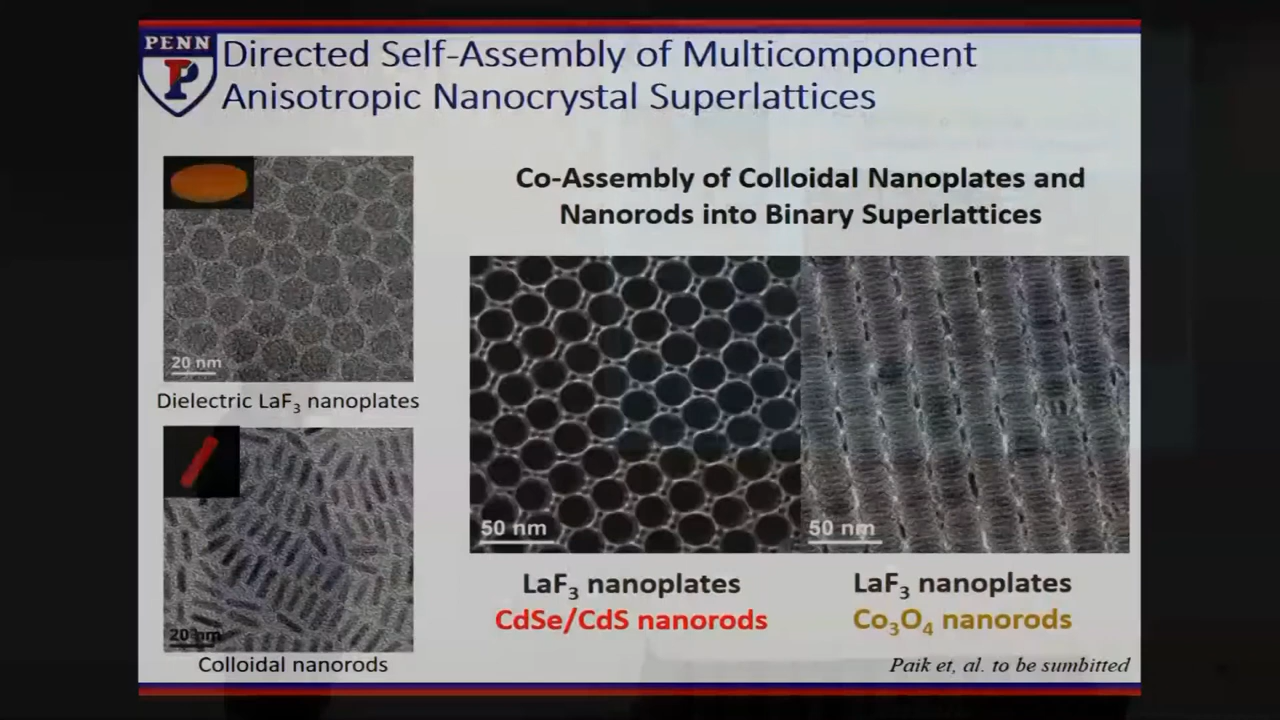 PENN
P
Directed Self-Assembly of Multicomponent
Anisotropic Nanocrystal Superlattices
Co-Assembly of Colloidal Nanoplates and
Nanorods into Binary Superlattices
20 nm
Dielectric LaF₃ nanoplates
20 nm
Colloidal nanorods
50 nm
50 nm
LaF₃ nanoplates
CdSe/CdS nanorods
LaF₃ nanoplates
Co₃O₄ nanorods
Paik et, al. to be sumbitted